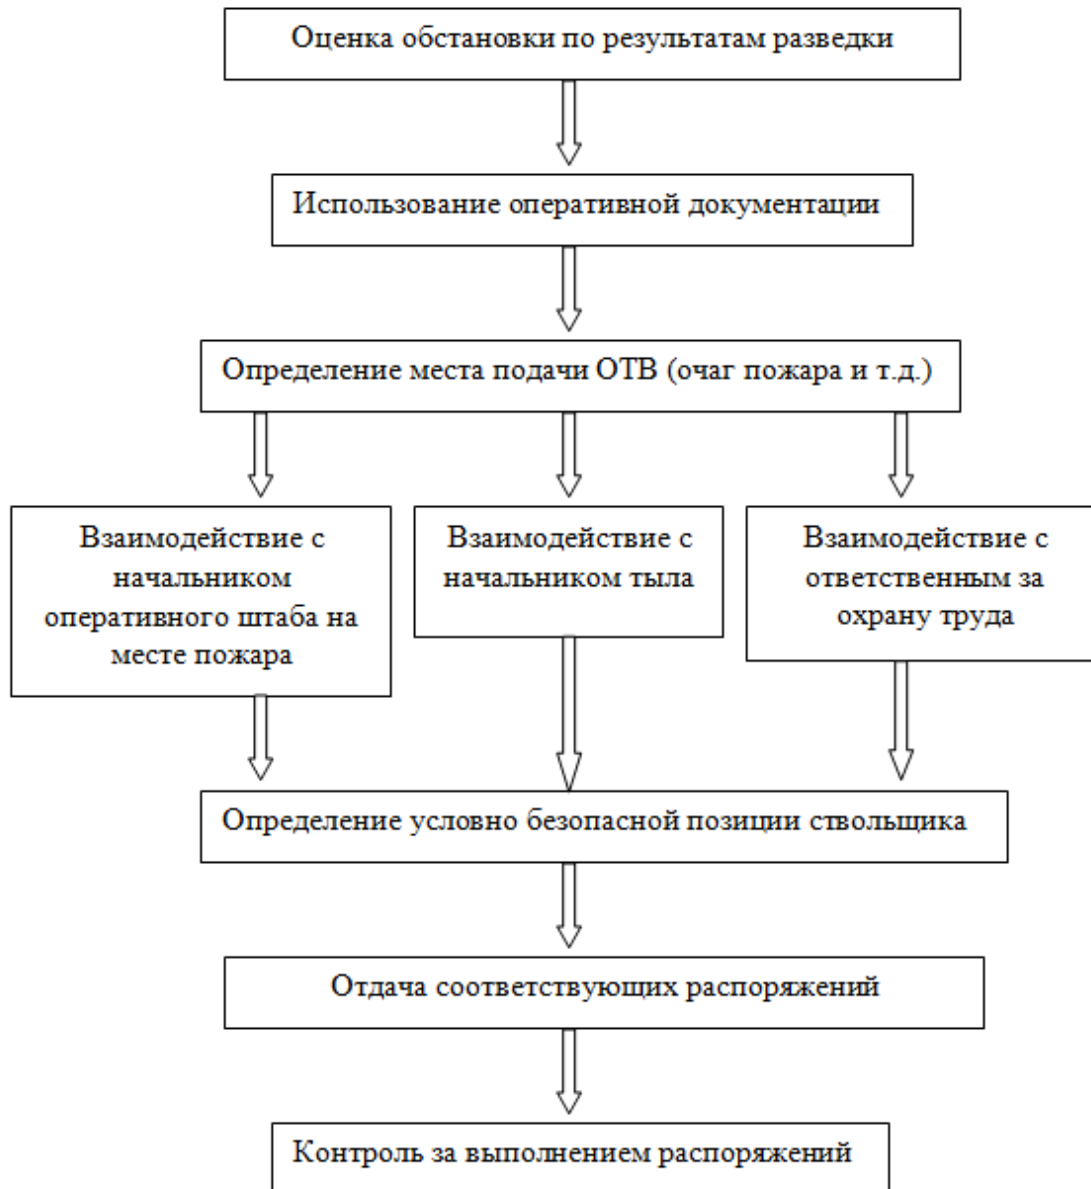 Оценка обстановки по результатам разведки
Использование оперативной документации
Определение места подачи ОТВ (очаг пожара и т.д.)
Взаимодействие с
начальником
оперативного штаба на
месте пожара
Взаимодействие с
начальником тыла
Взаимодействие с
ответственным за
охрану труда
Определение условно безопасной позиции ствольщика
Отдача соответствующих распоряжений
Контроль за выполнением распоряжений